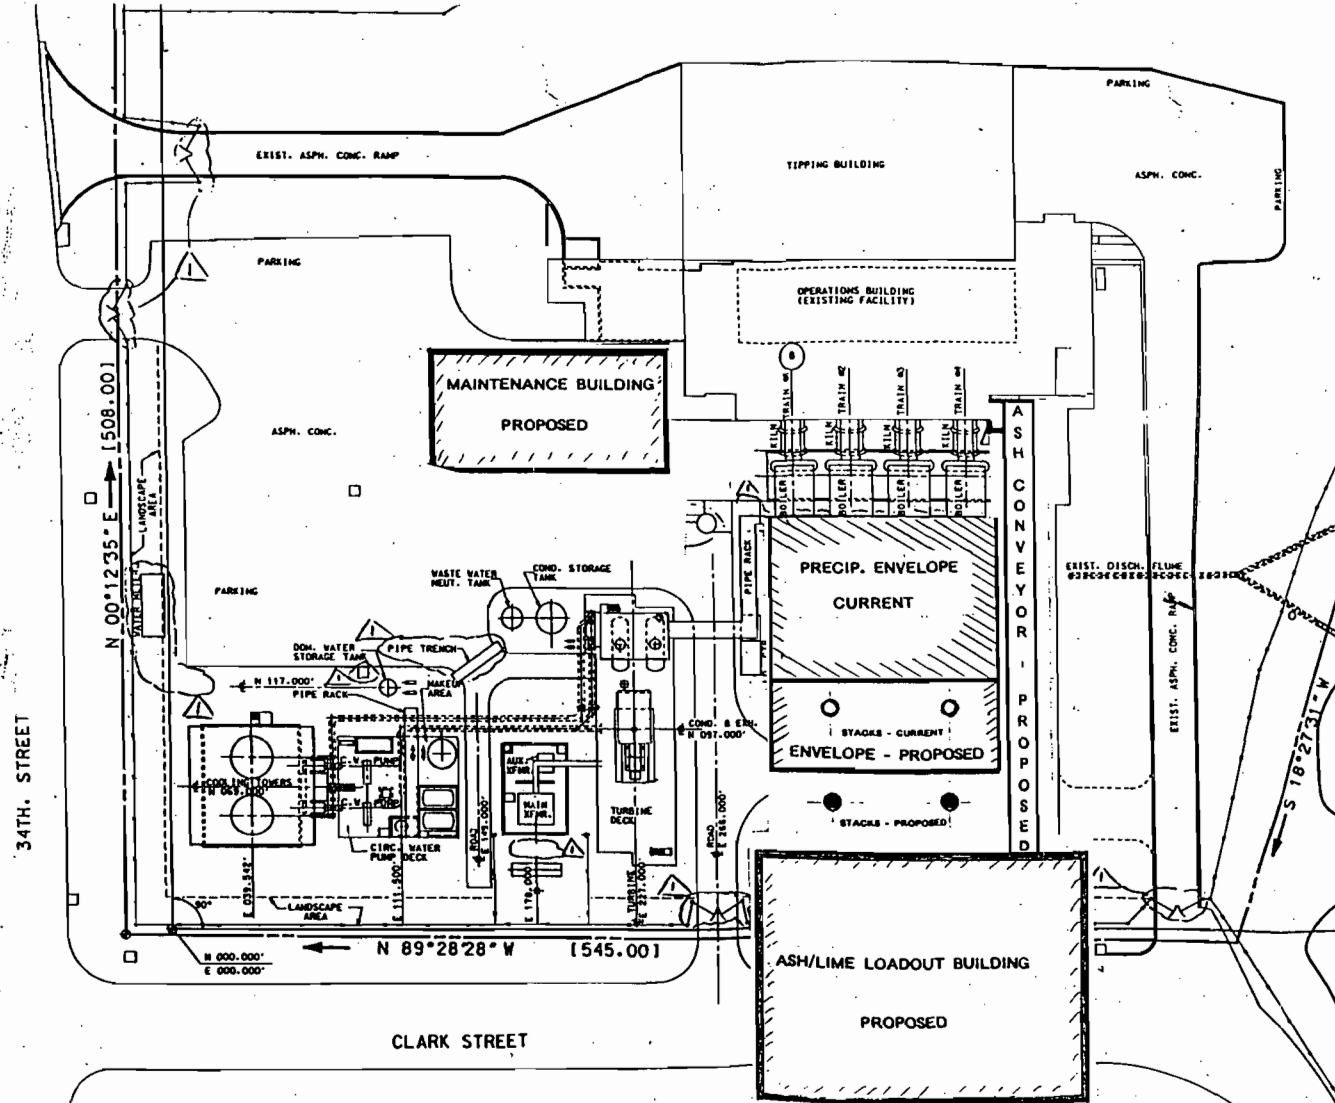 PARKING
EXIST. ASPH. CONC. RAMP
TIPPING BUILDING
ASPH. CONC.
PARKING
PARKING
OPERATIONS BUILDING
(EXISTING FACILITY)
6
MAINTENANCE BUILDING
PROPOSED
TRAIN #1
TRAIN #2
TRAIN #3
TRAIN #4
KILN
KILN
KILN
KILN
BOILER
BOILER
BOILER
BOILER
ASH CONVEYOR - PROPOSED
ASPH. CONC.
N 00°12'35" E [508.00]
LANDSCAPE
AREA
PIPE RACK
PRECIP. ENVELOPE
CURRENT
EXIST. DISCH. FLUME
EXIST. ASPH. CONC. RAMP
WASTE WATER
NEUT. TANK
COND. STORAGE
TANK
PARKING
DOM. WATER
STORAGE TANK
PIPE TRENCH
N 117.000'
PIPE RACK
MAKEUP
AREA
COND. & EXH.
N 097.000'
STACKS - CURRENT
ENVELOPE - PROPOSED
S 18°27'31" W
34TH. STREET
COOLING TOWERS
N 069.000'
C.W. PUMP
C.W. PUMP
AUX.
XFMR.
MAIN
XFMR.
TURBINE
DECK
STACKS - PROPOSED
CIRC. WATER
PUMP DECK
ROAD
E 149.000'
ROAD
E 266.000'
E 039.542'
E 111.500'
E 178.000'
TURBINE
E 227.000'
90°
LANDSCAPE
AREA
N 89°28'28" W [545.00]
N 000.000'
E 000.000'
ASH/LIME LOADOUT BUILDING
PROPOSED
CLARK STREET